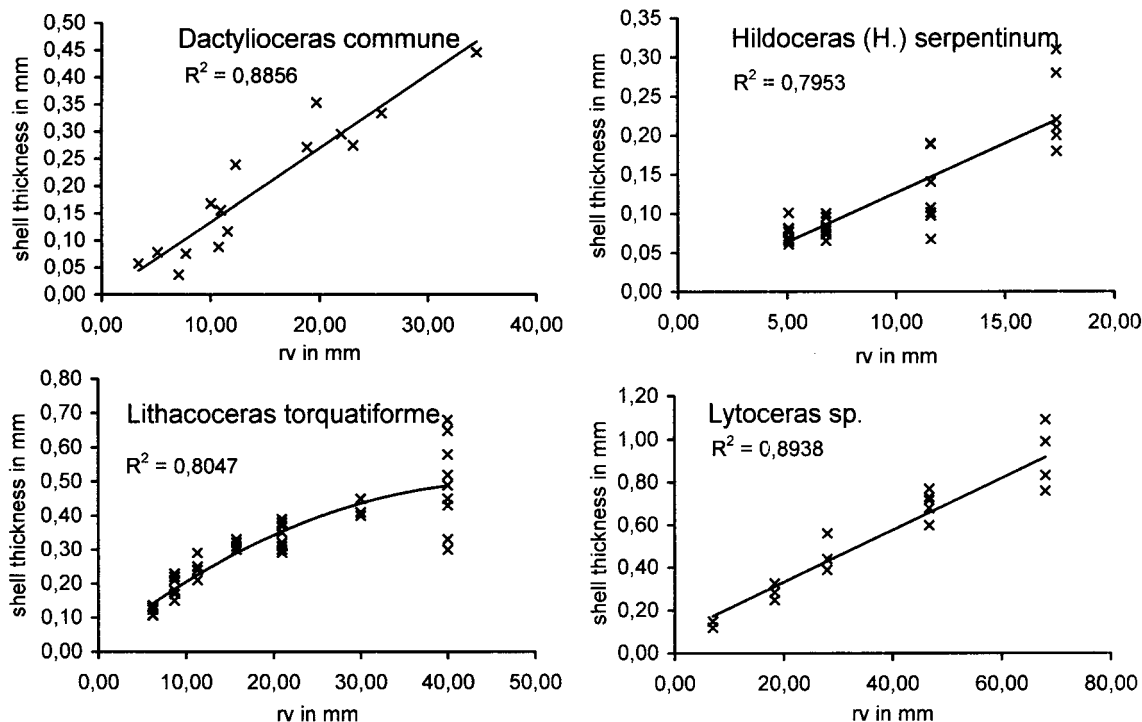 Dactylioceras commune
R² = 0,8856
shell thickness in mm
0,50
0,45
0,40
0,35
0,30
0,25
0,20
0,15
0,10
0,05
0,00
0,00 10,00 20,00 30,00 40,00
rv in mm
Hildoceras (H.) serpentinum
R² = 0,7953
shell thickness in mm
0,35
0,30
0,25
0,20
0,15
0,10
0,05
0,00
0,00 5,00 10,00 15,00 20,00
rv in mm
Lithacoceras torquatiforme
R² = 0,8047
shell thickness in mm
0,80
0,70
0,60
0,50
0,40
0,30
0,20
0,10
0,00
0,00 10,00 20,00 30,00 40,00 50,00
rv in mm
Lytoceras sp.
R² = 0,8938
shell thickness in mm
1,20
1,00
0,80
0,60
0,40
0,20
0,00
0,00 20,00 40,00 60,00 80,00
rv in mm